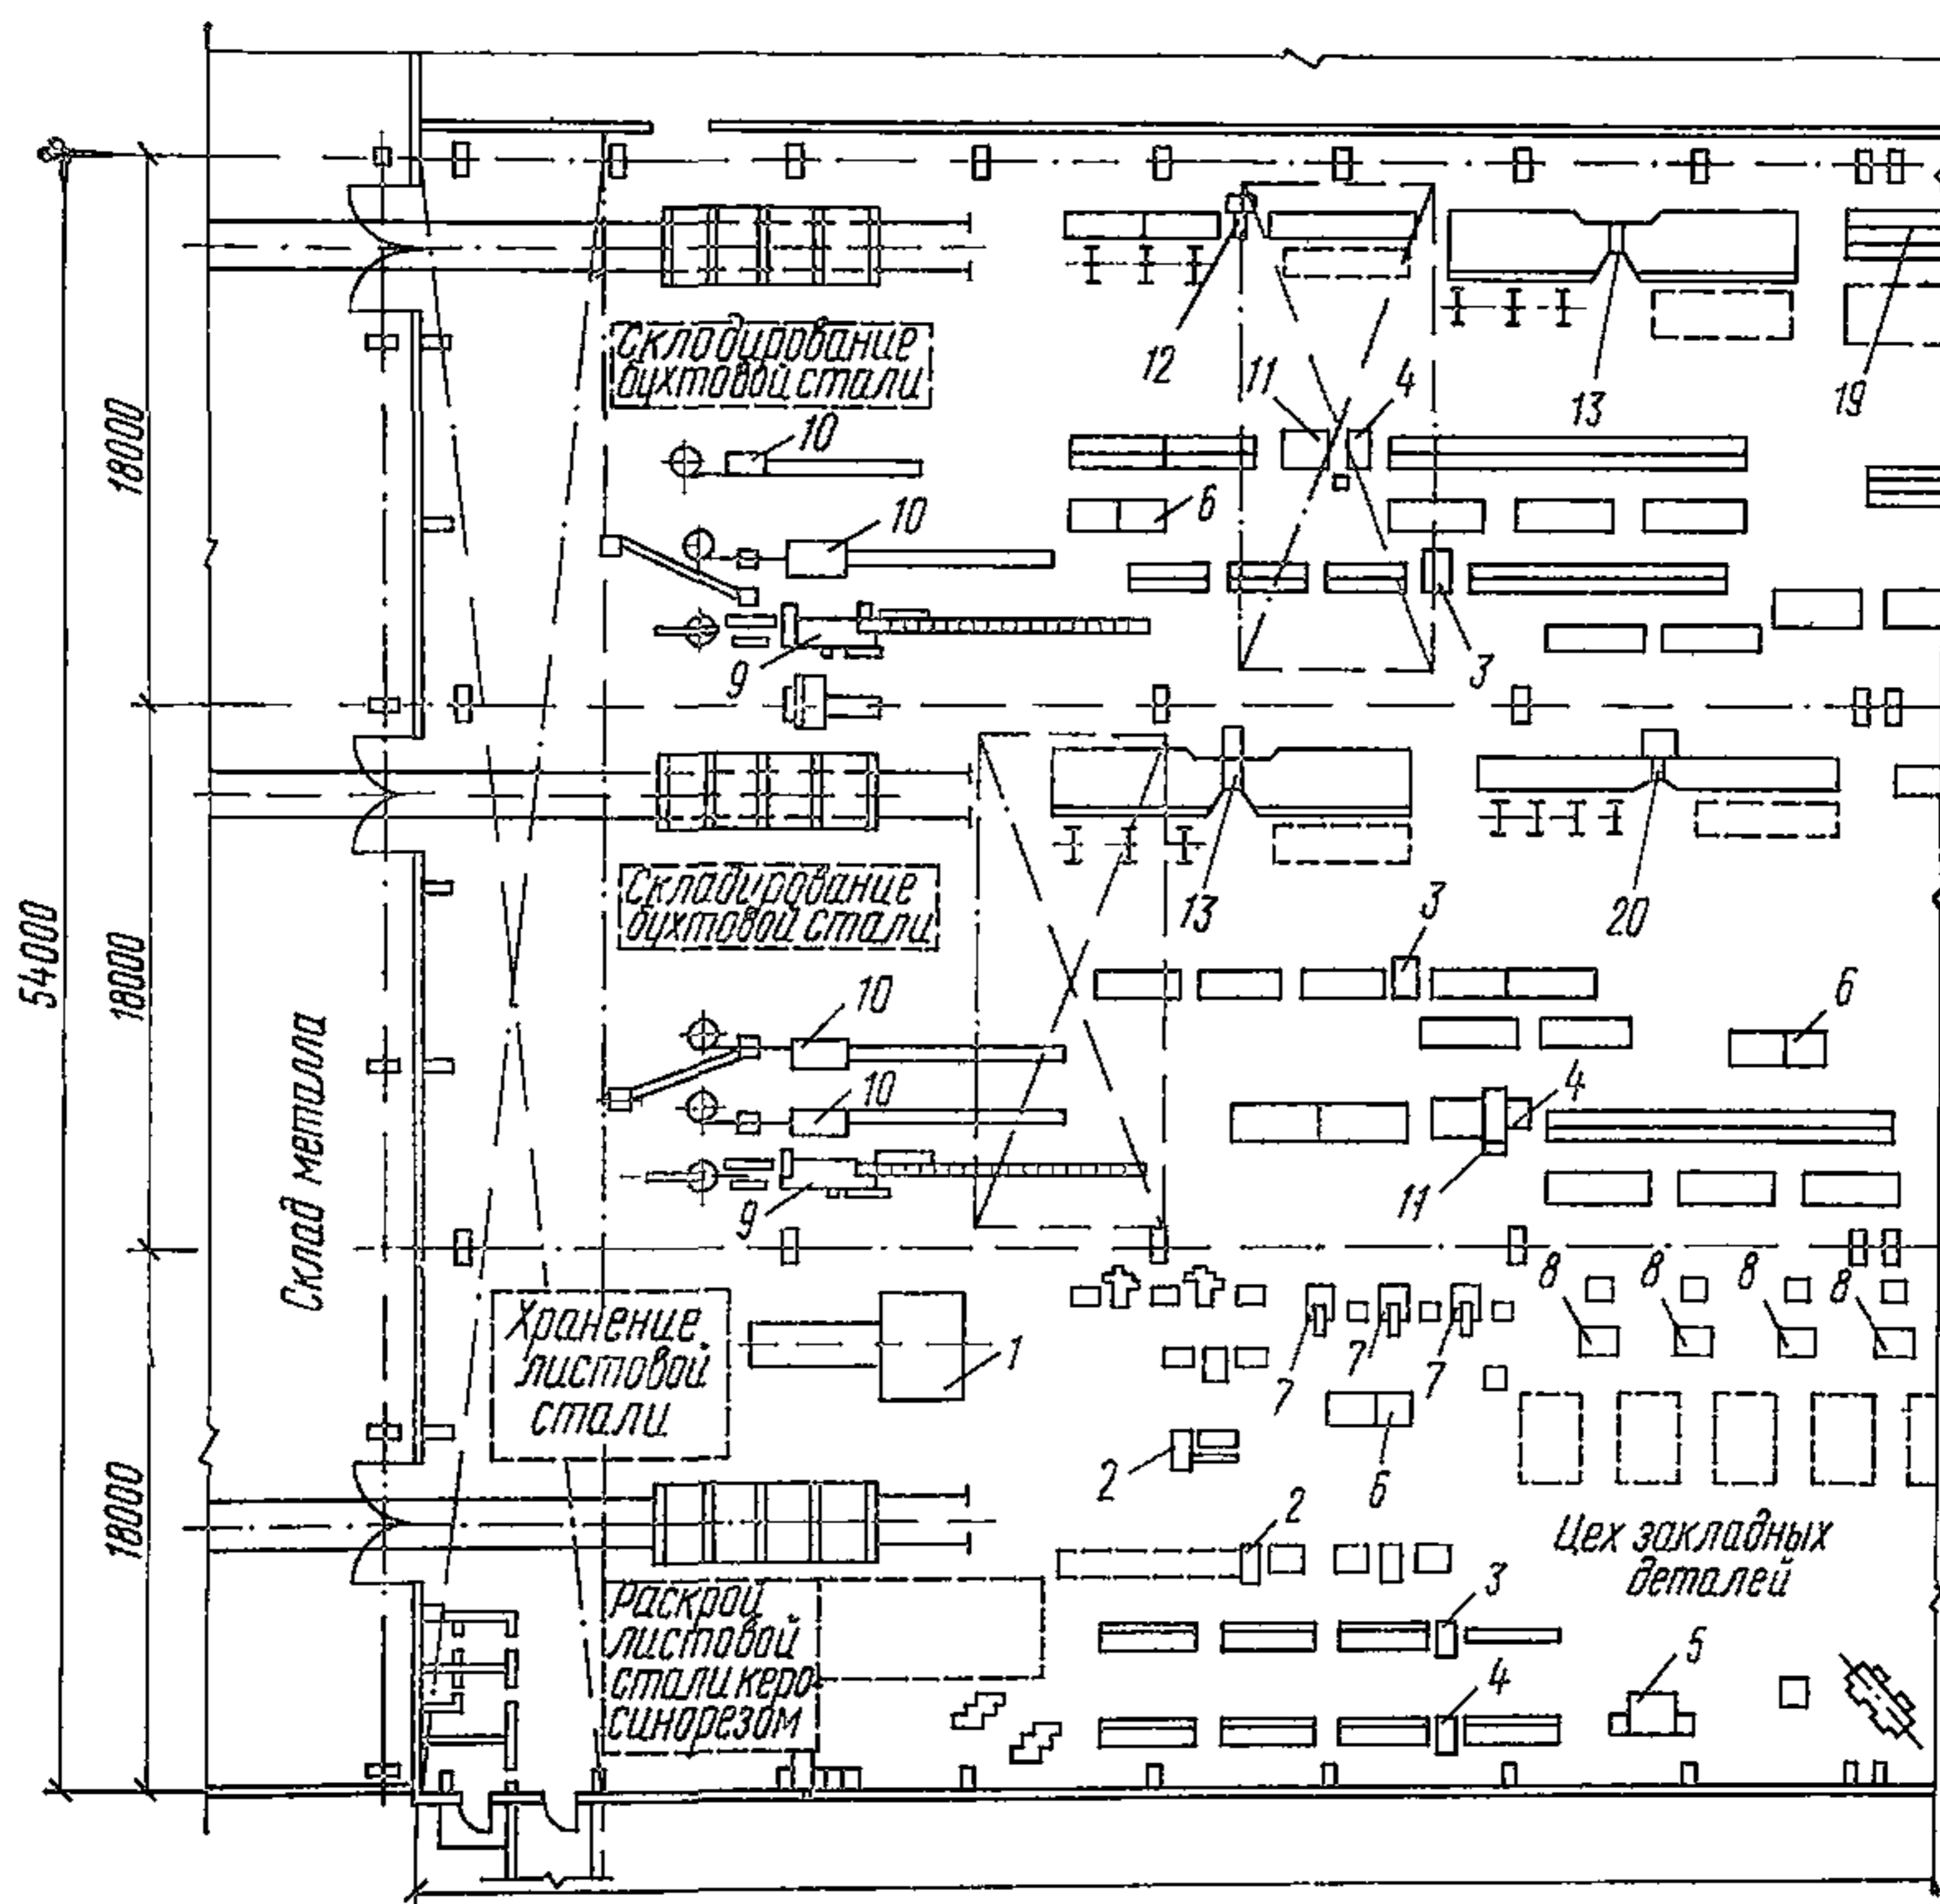 12
11
4
13
19
Складирование
бухтовой стали
10
6
10
9
3
18000
13
20
Складирование
бухтовой стали
3
10
6
10
4
11
9
54000
18000
Склад металла
8
8
8
8
Хранение
листовой
стали
1
7
7
7
2
6
2
18000
Цех закладных
деталей
Раскрой
листовой
стали керо
синорезом
3
4
5